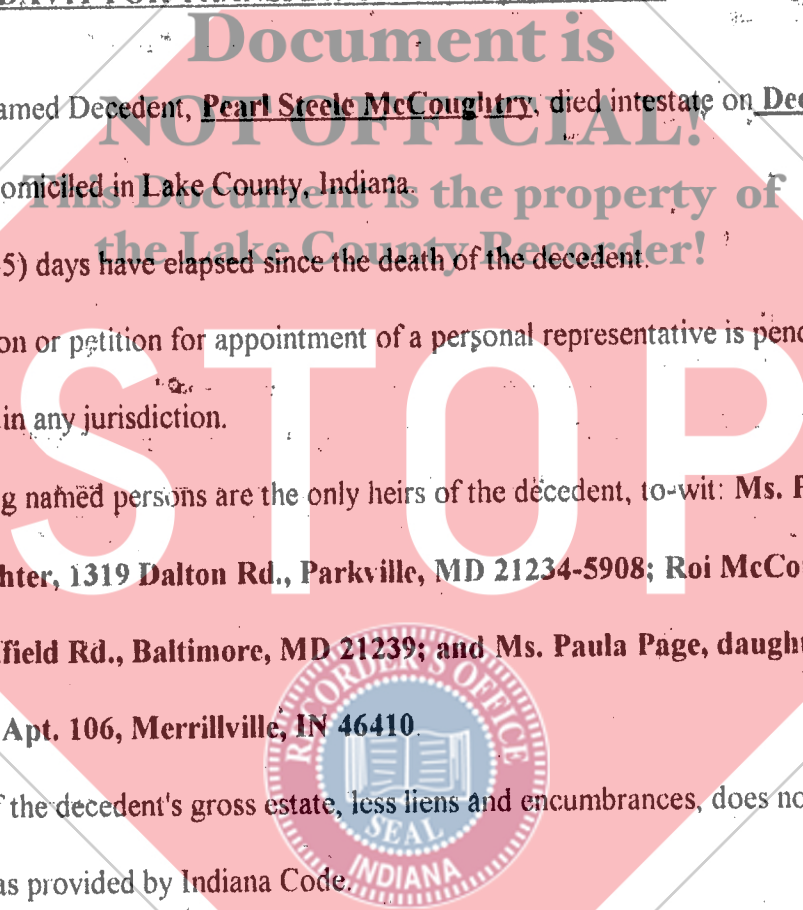 Document is
amed Decedent, Pearl Steele McCoughtry, died intestate on Dec
NOT OFFICIAL!
omiciled in Lake County, Indiana.
This Document is the property of
the Lake County Recorder!
5) days have elapsed since the death of the decedent.
on or petition for appointment of a personal representative is pend
STOP
in any jurisdiction.
g named persons are the only heirs of the decedent, to-wit: Ms. P
hter, 1319 Dalton Rd., Parkville, MD 21234-5908; Roi McCo
field Rd., Baltimore, MD 21239; and Ms. Paula Page, daught
Apt. 106, Merrillville, IN 46410
RECORDER'S OFFICE
SEAL
INDIANA
f the decedent's gross estate, less liens and encumbrances, does no
as provided by Indiana Code.